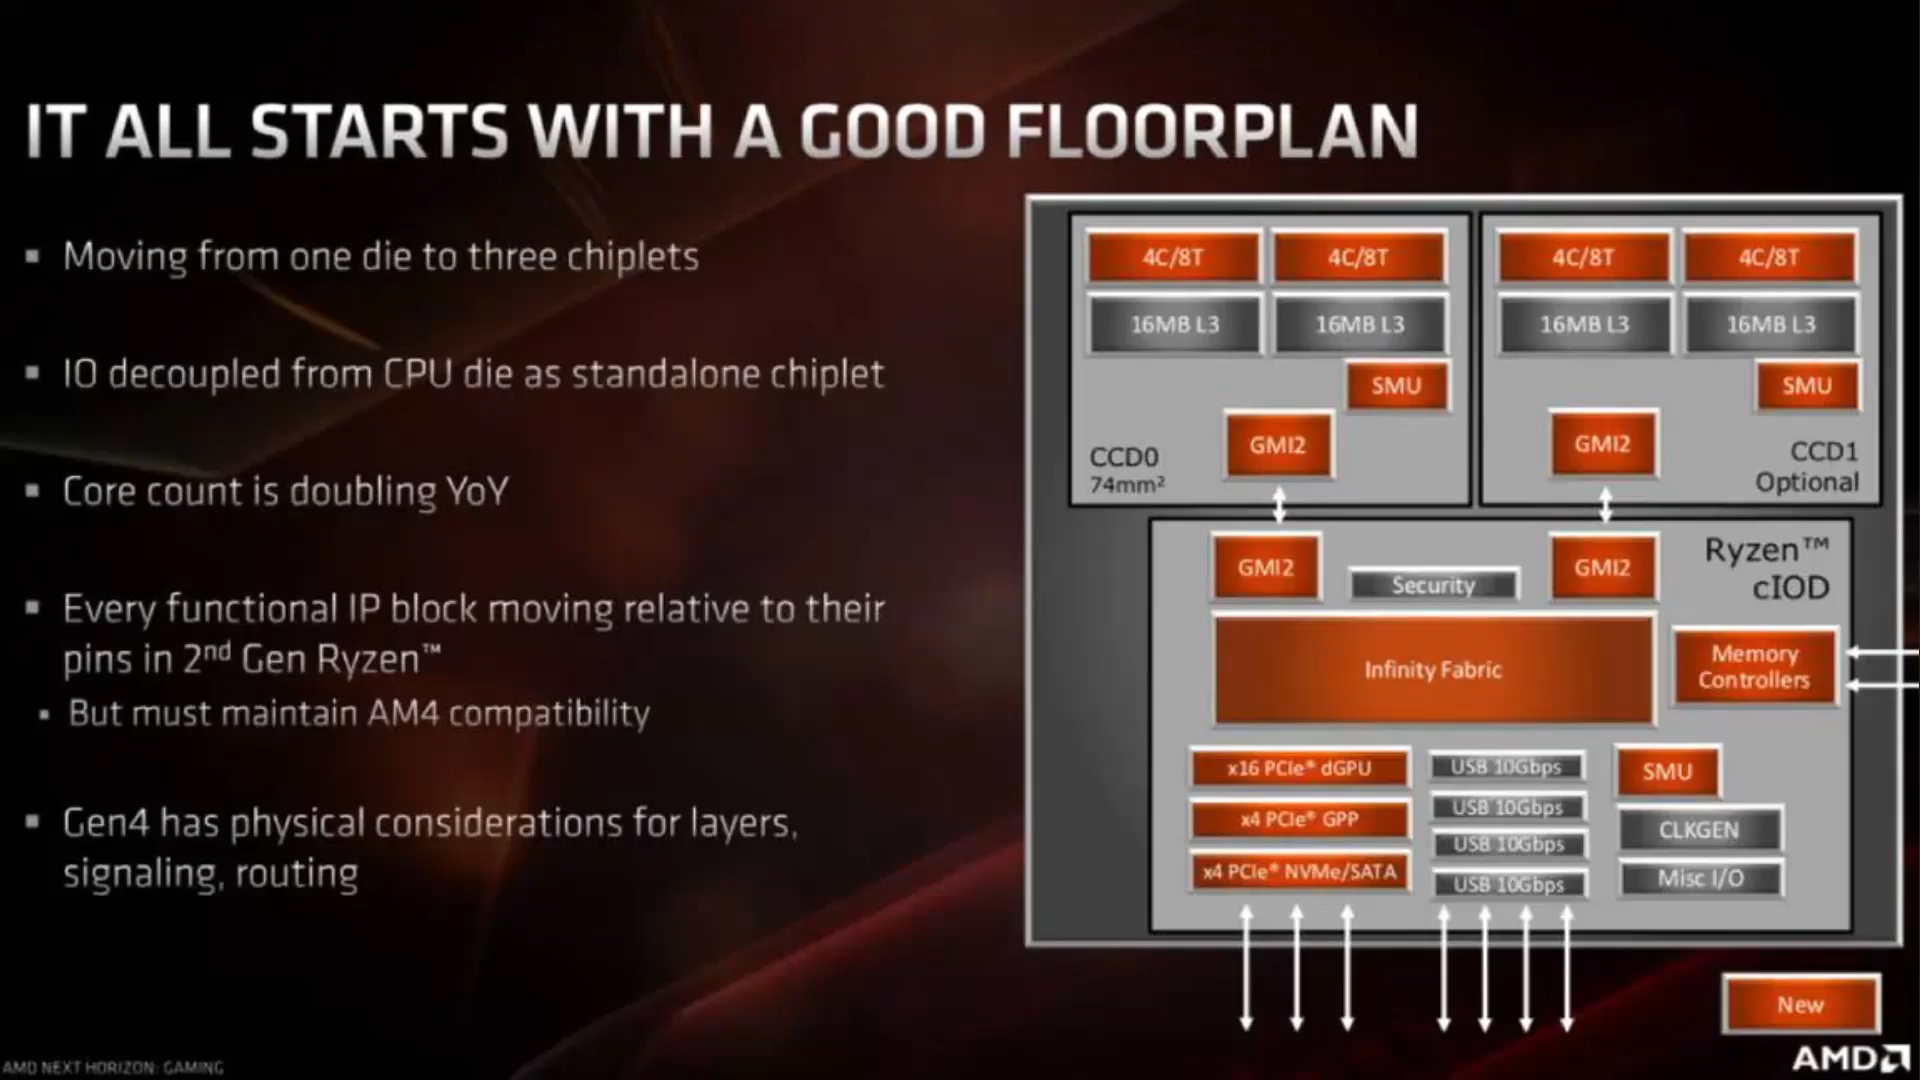 IT ALL STARTS WITH A GOOD FLOORPLAN
Moving from one die to three chiplets
IO decoupled from CPU die as standalone chiplet
Core count is doubling YoY
Every functional IP block moving relative to their
pins in 2nd Gen Ryzen™
But must maintain AM4 compatibility
Gen4 has physical considerations for layers,
signaling, routing
4C/8T 4C/8T 4C/8T 4C/8T
16MB L3 16MB L3 16MB L3 16MB L3
SMU SMU
GMI2 GMI2
CCD0
74mm²
CCD1
Optional
GMI2 Security GMI2
Ryzen™
cIOD
Infinity Fabric
Memory
Controllers
x16 PCIe® dGPU
x4 PCIe® GPP
x4 PCIe® NVMe/SATA
USB 10Gbps
USB 10Gbps
USB 10Gbps
USB 10Gbps
SMU
CLKGEN
Misc I/O
New
AMD NEXT HORIZON: GAMING
AMD